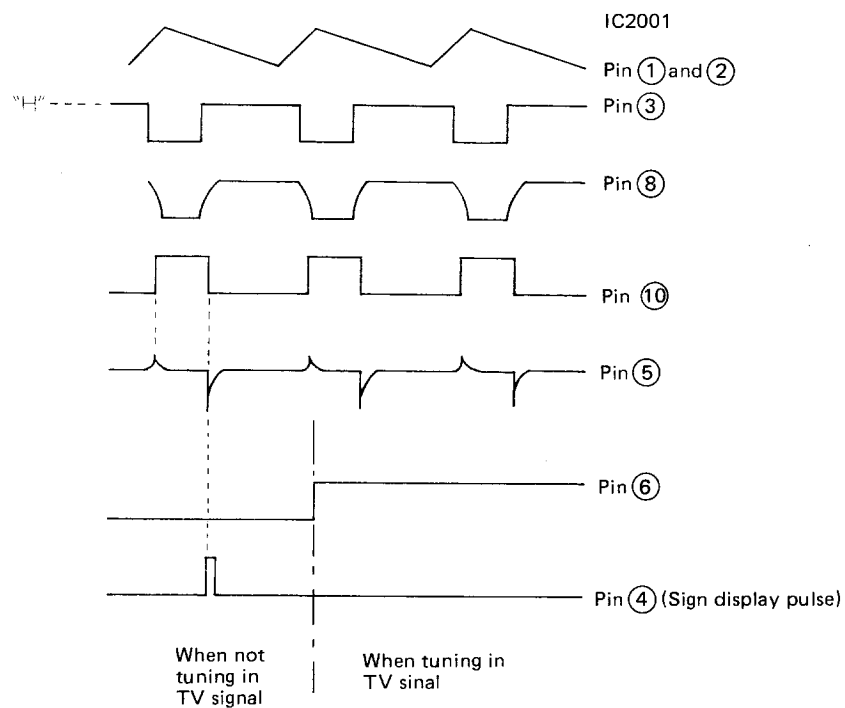 IC2001
Pin ① and ②
"H"
Pin ③
Pin ⑧
Pin ⑩
Pin ⑤
Pin ⑥
Pin ④ (Sign display pulse)
When not
tuning in
TV signal
When tuning in
TV sinal